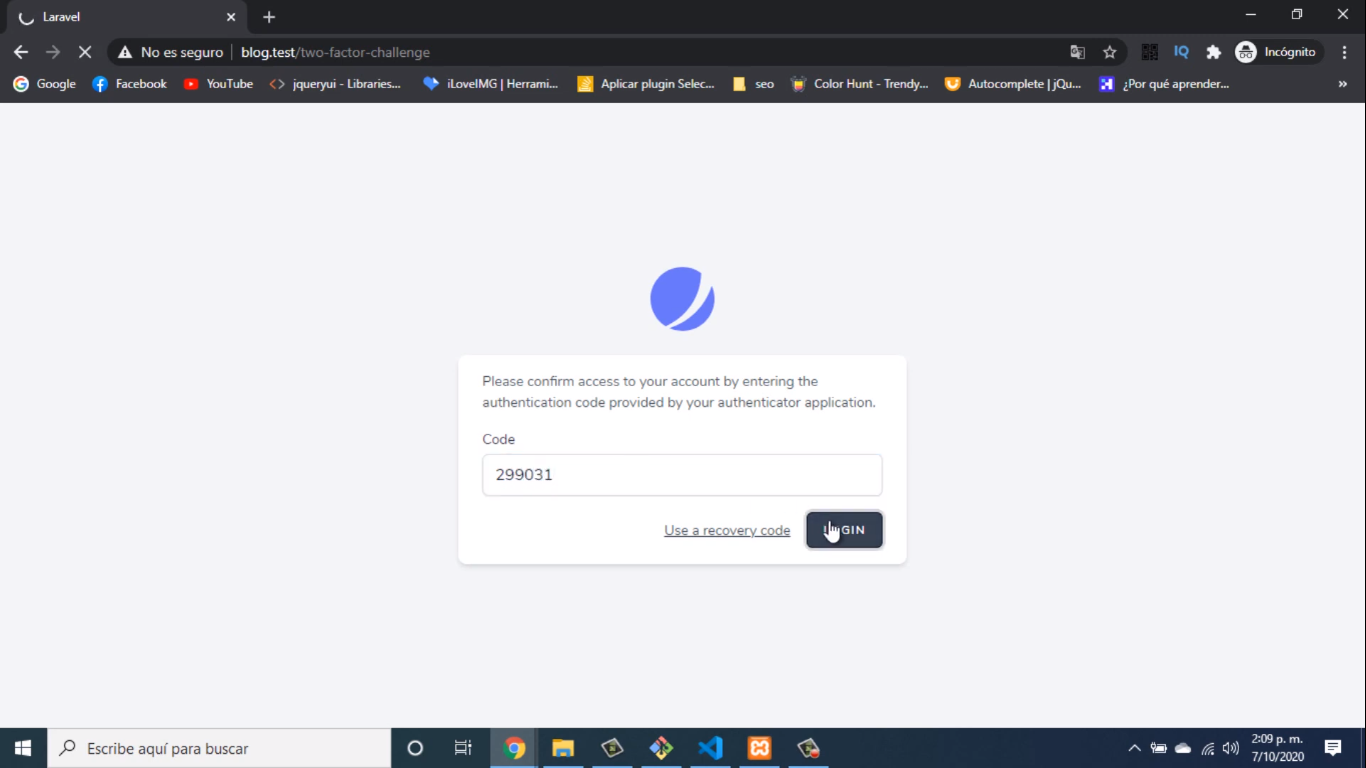 Laravel
No es seguro blog.test/two-factor-challenge IQ Incógnito
Google Facebook YouTube jqueryui - Libraries... iLoveIMG | Herrami... Aplicar plugin Selec... seo Color Hunt - Trendy... Autocomplete | jQu... ¿Por qué aprender... »
Please confirm access to your account by entering the
authentication code provided by your authenticator application.
Code
299031
Use a recovery code
Escribe aquí para buscar
2:09 p. m.
7/10/2020